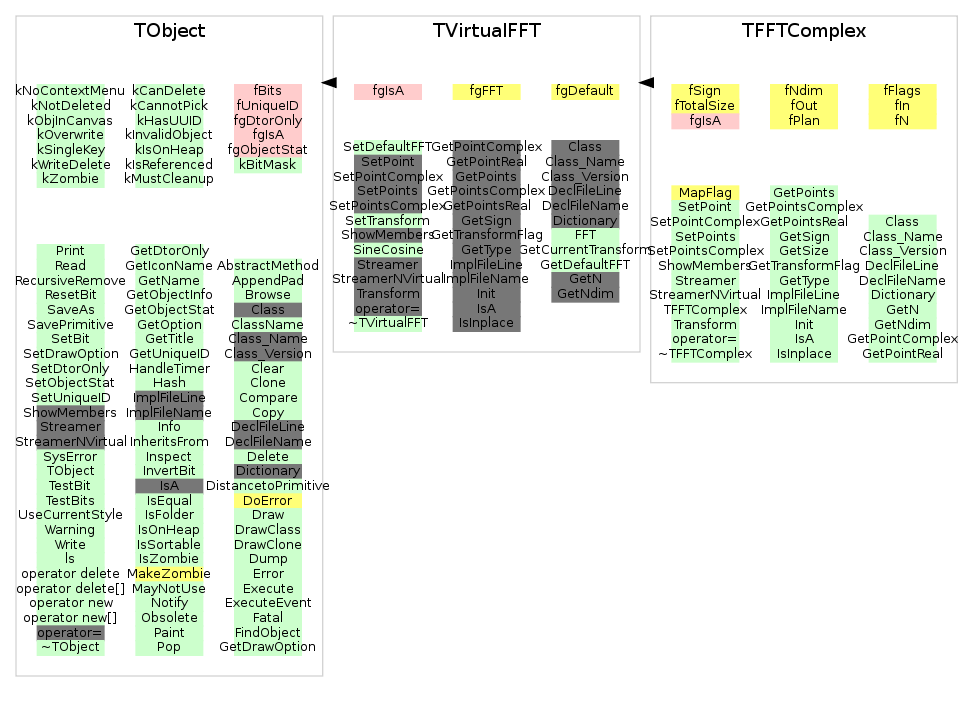 TObject
kNoContextMenu kCanDelete fBits
kNotDeleted kCannotPick fUniqueID
kObjInCanvas kHasUUID fgDtorOnly
kOverwrite kInvalidObject fgIsA
kSingleKey kIsOnHeap fgObjectStat
kWriteDelete kIsReferenced kBitMask
kZombie kMustCleanup
Print GetDtorOnly
Read GetIconName AbstractMethod
RecursiveRemove GetName AppendPad
ResetBit GetObjectInfo Browse
SaveAs GetObjectStat Class
SavePrimitive GetOption ClassName
SetBit GetTitle Class_Name
SetDrawOption GetUniqueID Class_Version
SetDtorOnly HandleTimer Clear
SetObjectStat Hash Clone
SetUniqueID ImplFileLine Compare
ShowMembers ImplFileName Copy
Streamer Info DeclFileLine
StreamerNVirtual InheritsFrom DeclFileName
SysError Inspect Delete
TObject InvertBit Dictionary
TestBit IsA DistancetoPrimitive
TestBits IsEqual DoError
UseCurrentStyle IsFolder Draw
Warning IsOnHeap DrawClass
Write IsSortable DrawClone
ls IsZombie Dump
operator delete MakeZombie Error
operator delete[] MayNotUse Execute
operator new Notify ExecuteEvent
operator new[] Obsolete Fatal
operator= Paint FindObject
~TObject Pop GetDrawOption
TVirtualFFT
fgIsA fgFFT fgDefault
SetDefaultFFT GetPointComplex Class
SetPoint GetPointReal Class_Name
SetPointComplex GetPoints Class_Version
SetPoints GetPointsComplex DeclFileLine
SetPointsComplex GetPointsReal DeclFileName
SetTransform GetSign Dictionary
ShowMembers GetTransformFlag FFT
SineCosine GetType GetCurrentTransform
Streamer ImplFileLine GetDefaultFFT
StreamerNVirtual ImplFileName GetN
Transform Init GetNdim
operator= IsA
~TVirtualFFT IsInplace
TFFTComplex
fSign fNdim fFlags
fTotalSize fOut fIn
fgIsA fPlan fN
MapFlag GetPoints
SetPoint GetPointsComplex
SetPointComplex GetPointsReal Class
SetPoints GetSign Class_Name
SetPointsComplex GetSize Class_Version
ShowMembers GetTransformFlag DeclFileLine
Streamer GetType DeclFileName
StreamerNVirtual ImplFileLine Dictionary
TFFTComplex ImplFileName GetN
Transform Init GetNdim
operator= IsA GetPointComplex
~TFFTComplex IsInplace GetPointReal